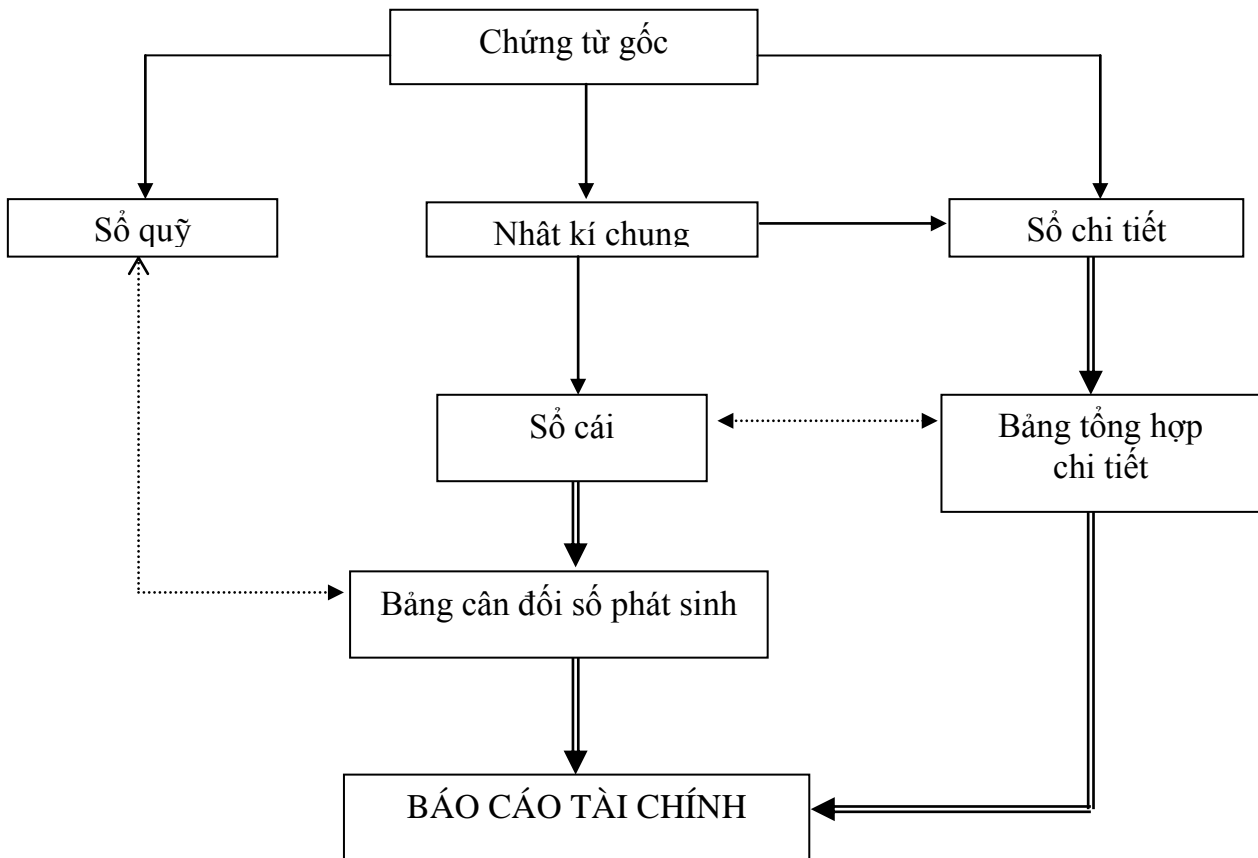 Chứng từ gốc
Sổ quỹ
Nhât kí chung
Sổ chi tiết
Sổ cái
Bảng tổng hợp
chi tiết
Bảng cân đối số phát sinh
BÁO CÁO TÀI CHÍNH